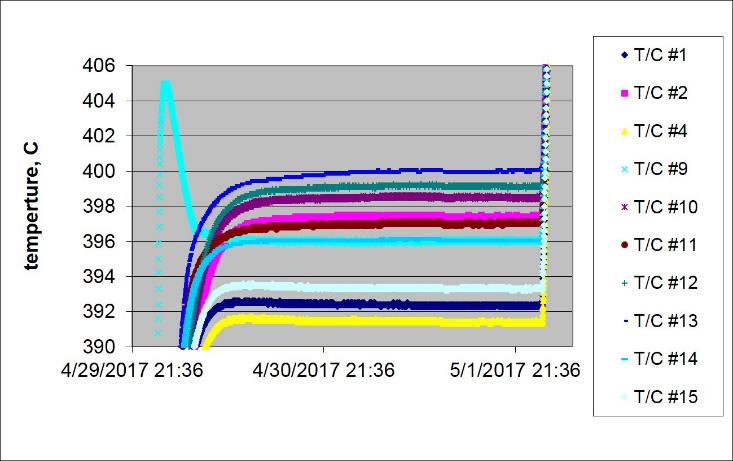 temperture, C
406
404
402
400
398
396
394
392
390
4/29/2017 21:36
4/30/2017 21:36
5/1/2017 21:36
T/C #1
T/C #2
T/C #4
T/C #9
T/C #10
T/C #11
T/C #12
T/C #13
T/C #14
T/C #15